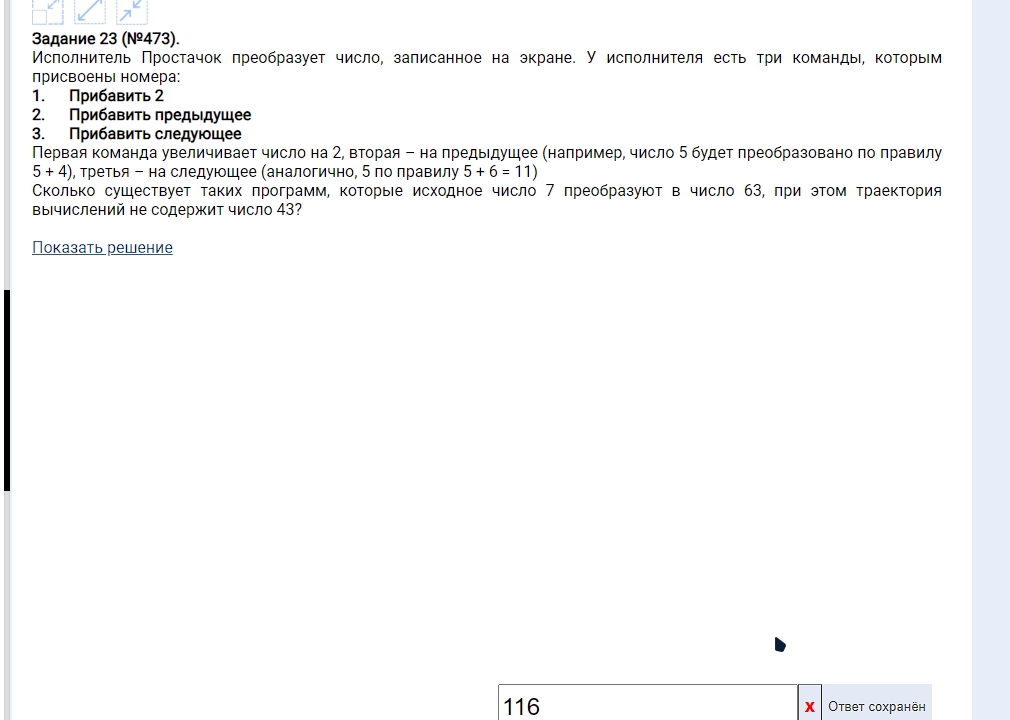 Задание 23 (№473).
Исполнитель Простачок преобразует число, записанное на экране. У исполнителя есть три команды, которым
присвоены номера:
1. Прибавить 2
2. Прибавить предыдущее
3. Прибавить следующее
Первая команда увеличивает число на 2, вторая – на предыдущее (например, число 5 будет преобразовано по правилу
5 + 4), третья – на следующее (аналогично, 5 по правилу 5 + 6 = 11)
Сколько существует таких программ, которые исходное число 7 преобразуют в число 63, при этом траектория
вычислений не содержит число 43?
Показать решение
116 x Ответ сохранён